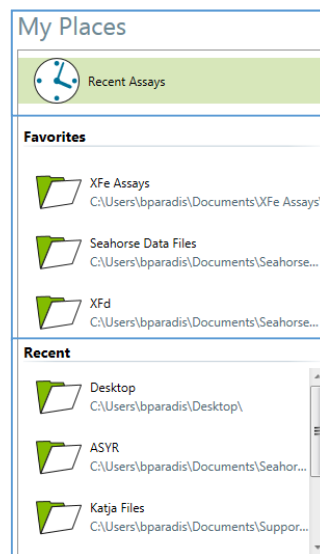 My Places
Recent Assays
Favorites
XFe Assays
C:\Users\bparadis\Documents\XFe Assays\
Seahorse Data Files
C:\Users\bparadis\Documents\Seahorse...
XFd
C:\Users\bparadis\Documents\Seahorse...
Recent
Desktop
C:\Users\bparadis\Desktop\
ASYR
C:\Users\bparadis\Documents\Seahor...
Katja Files
C:\Users\bparadis\Documents\Suppor...